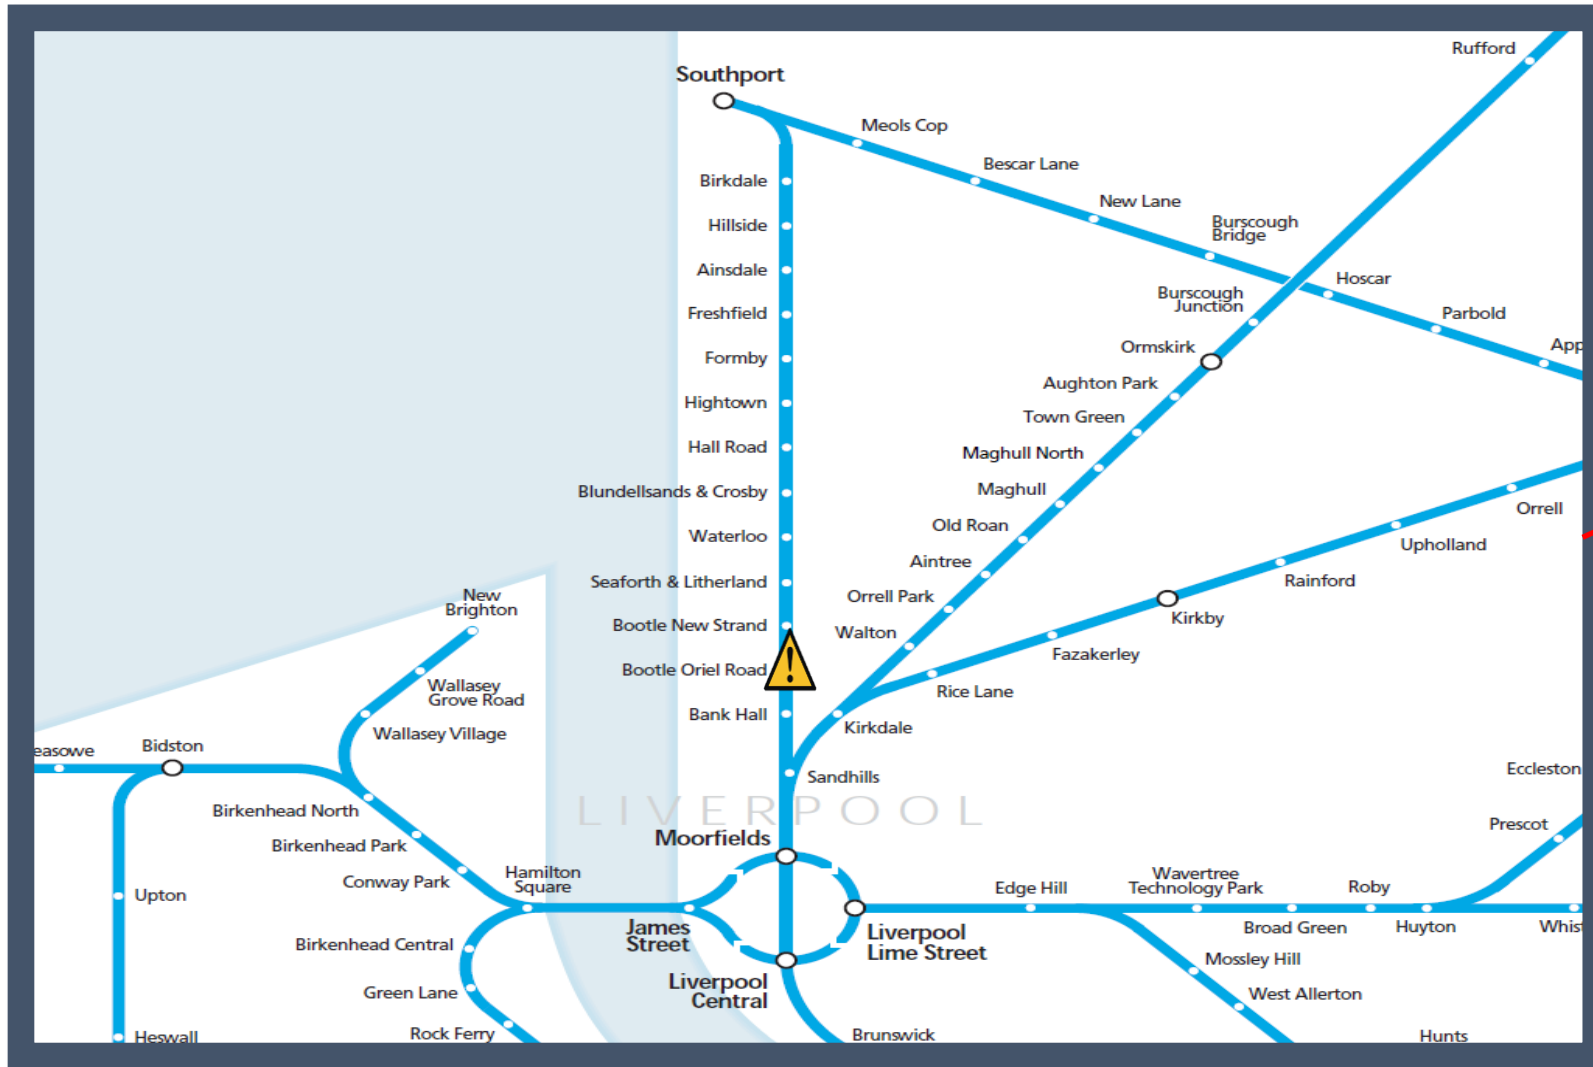 Rufford
Southport
Meols Cop
Bescar Lane
Birkdale
New Lane
Hillside
Burscough
Bridge
Ainsdale
Hoscar
Burscough
Junction
Freshfield
Parbold
Ormskirk
App
Formby
Aughton Park
Hightown
Town Green
Hall Road
Maghull North
Blundellsands & Crosby
Maghull
Orrell
Waterloo
Old Roan
Upholland
Aintree
Seaforth & Litherland
Rainford
New
Brighton
Orrell Park
Kirkby
Bootle New Strand
Walton
Fazakerley
!
Bootle Oriel Road
Wallasey
Grove Road
Rice Lane
Bank Hall
Kirkdale
Wallasey Village
easowe
Bidston
Eccleston
Sandhills
Birkenhead North
LIVERPOOL
Prescot
Moorfields
Birkenhead Park
Hamilton
Square
Conway Park
Edge Hill
Wavertree
Technology Park
Roby
Upton
James
Street
Liverpool
Lime Street
Broad Green
Huyton
Whis
Birkenhead Central
Mossley Hill
Green Lane
Liverpool
Central
West Allerton
Rock Ferry
Brunswick
Hunts
Heswall